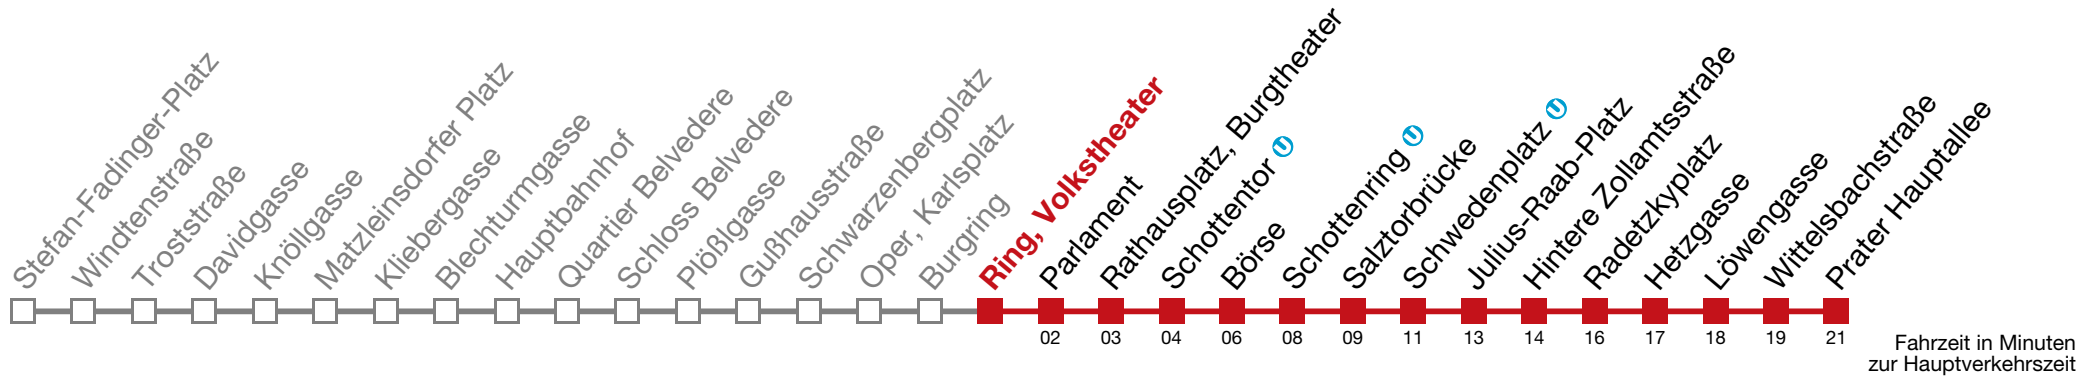 Stefan-Fadinger-Platz
Windtenstraße
Troststraße
Davidgasse
Knöllgasse
Matzleinsdorfer Platz
Kliebergasse
Blechturmgasse
Hauptbahnhof
Quartier Belvedere
Schloss Belvedere
Plößlgasse
Gußhausstraße
Schwarzenbergplatz
Oper, Karlsplatz
Burgring
Ring, Volkstheater
Parlament
Rathausplatz, Burgtheater
Schottentor U
Börse
Schottenring U
Salztorbrücke
Schwedenplatz U
Julius-Raab-Platz
Hintere Zollamtsstraße
Radetzkyplatz
Hetzgasse
Löwengasse
Wittelsbachstraße
Prater Hauptallee
02 03 04 06 08 09 11 13 14 16 17 18 19 21
Fahrzeit in Minuten
zur Hauptverkehrszeit